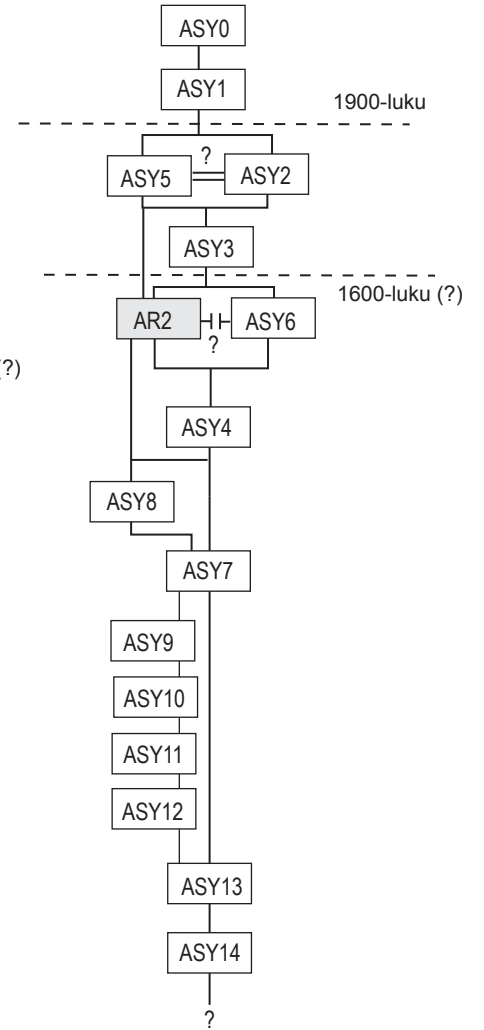 ASY0
ASY1
1900-luku
?
ASY5
ASY2
ASY3
1600-luku (?)
AR2
ASY6
?
?)
ASY4
ASY8
ASY7
ASY9
ASY10
ASY11
ASY12
ASY13
ASY14
?